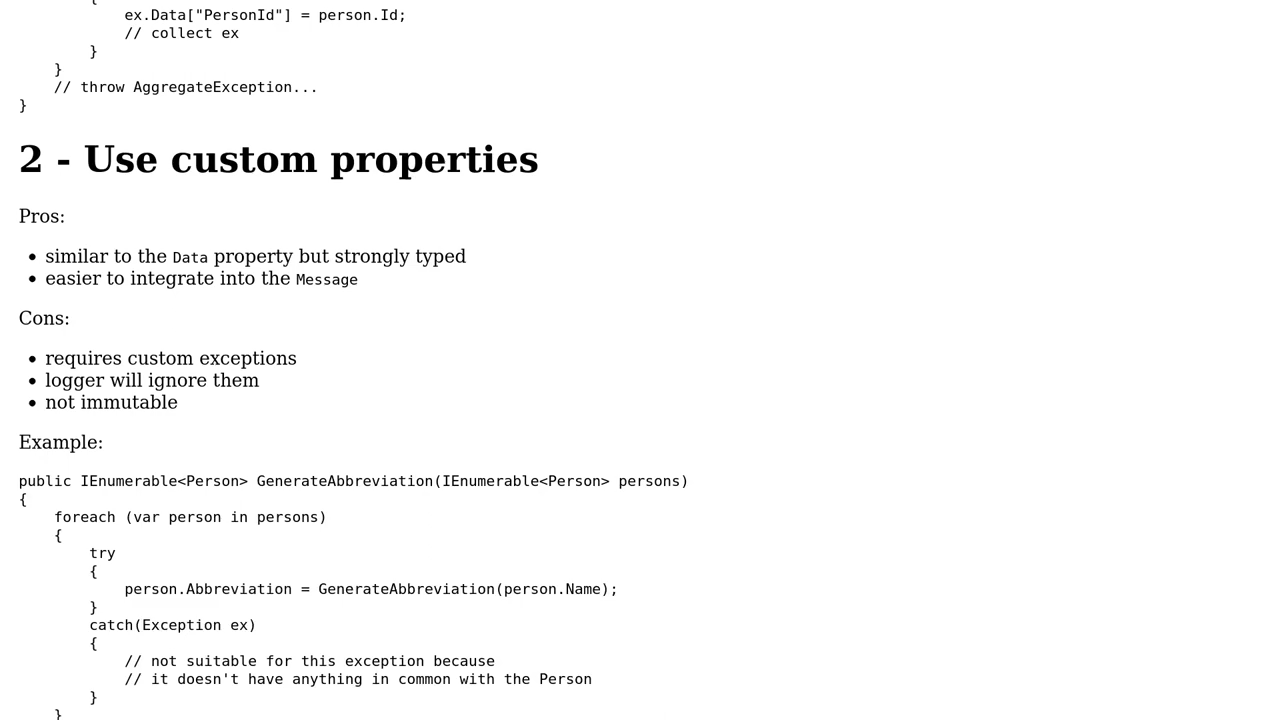 {
ex.Data["PersonId"] = person.Id;
// collect ex
}
}
// throw AggregateException...
}
2 - Use custom properties
Pros:
• similar to the Data property but strongly typed
• easier to integrate into the Message
Cons:
• requires custom exceptions
• logger will ignore them
• not immutable
Example:
public IEnumerable<Person> GenerateAbbreviation(IEnumerable<Person> persons)
{
foreach (var person in persons)
{
try
{
person.Abbreviation = GenerateAbbreviation(person.Name);
}
catch(Exception ex)
{
// not suitable for this exception because
// it doesn't have anything in common with the Person
}
}